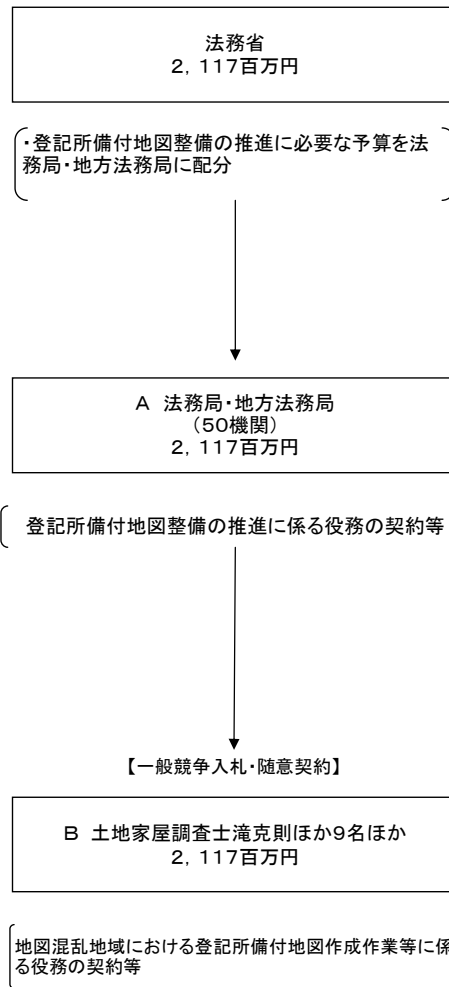 法務省
２，１１７百万円
・登記所備付地図整備の推進に必要な予算を法
務局・地方法務局に配分
Ａ 法務局・地方法務局
（５０機関）
２，１１７百万円
登記所備付地図整備の推進に係る役務の契約等
【一般競争入札・随意契約】
Ｂ 土地家屋調査士滝克則ほか９名ほか
２，１１７百万円
地図混乱地域における登記所備付地図作成作業等に係
る役務の契約等